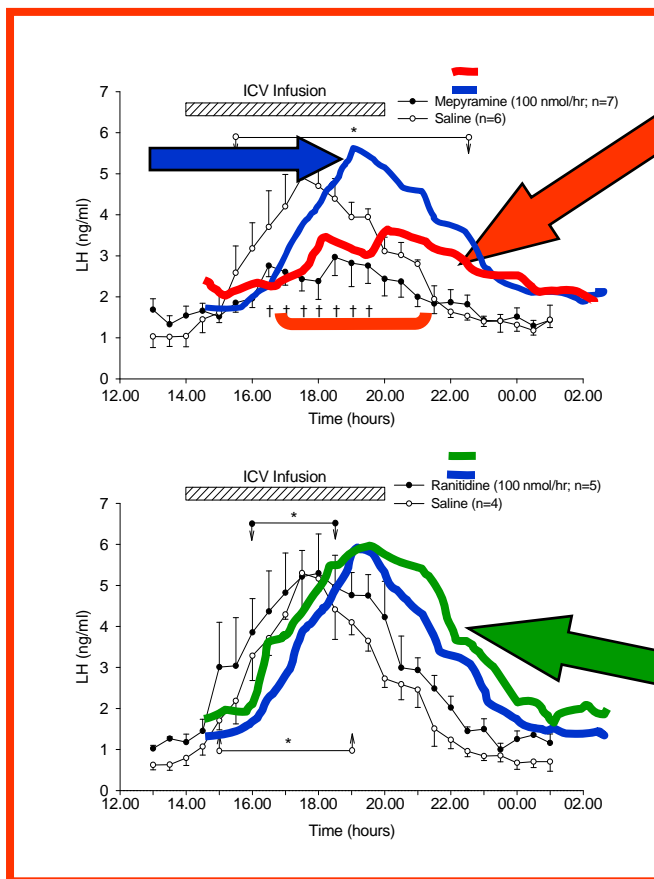 ICV Infusion
Mepyramine (100 nmol/hr; n=7)
Saline (n=6)
*
LH (ng/ml)
7
6
5
4
3
2
1
0
† † † † † † †
12.00 14.00 16.00 18.00 20.00 22.00 00.00 02.00
Time (hours)
ICV Infusion
Ranitidine (100 nmol/hr; n=5)
Saline (n=4)
*
LH (ng/ml)
7
6
5
4
3
2
1
0
*
12.00 14.00 16.00 18.00 20.00 22.00 00.00 02.00
Time (hours)